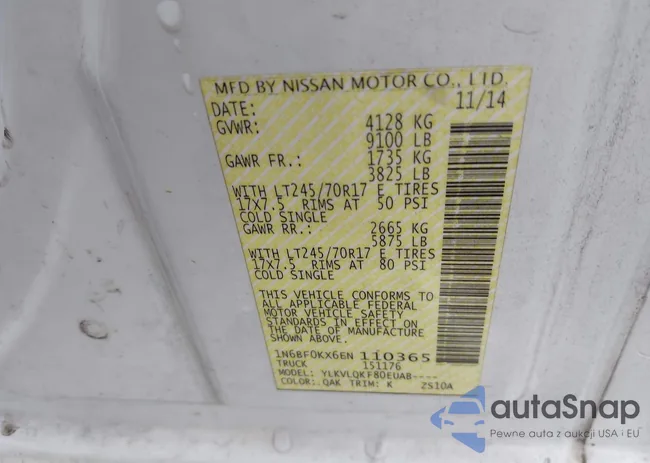 MFD BY NISSAN MOTOR CO., LTD.
DATE: 11/14
GVWR: 4128 KG
9100 LB
GAWR FR.: 1735 KG
3825 LB
WITH LT245/70R17 E TIRES
17X7.5 RIMS AT 50 PSI
COLD SINGLE
GAWR RR.: 2665 KG
5875 LB
WITH LT245/70R17 E TIRES
17X7.5 RIMS AT 80 PSI
COLD SINGLE
THIS VEHICLE CONFORMS TO
ALL APPLICABLE FEDERAL
MOTOR VEHICLE SAFETY
STANDARDS IN EFFECT ON
THE DATE OF MANUFACTURE
SHOWN ABOVE.
1N6BF0KX6EN 110365
TRUCK 151176
MODEL: YLKVLQKF80EUAB----
COLOR: QAK TRIM: K ZS10A
autaSnap
Pewne auta z aukcji USA i EU